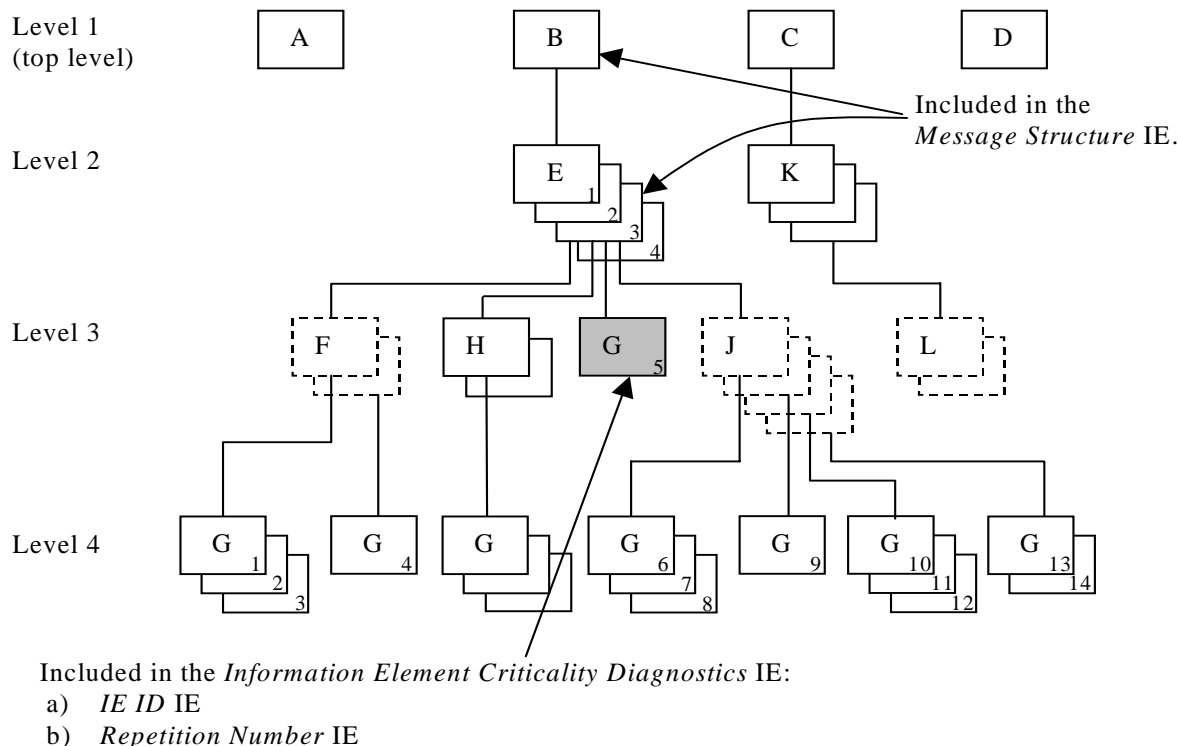 Level 1
(top level)
A
B
C
D
Included in the
Message Structure IE.
Level 2
E
1
2
3
4
K
Level 3
F
H
G
5
J
L
Level 4
G
1
2
3
G
4
G
G
6
7
8
G
9
G
10
11
12
G
13
14
Included in the Information Element Criticality Diagnostics IE:
a) IE ID IE
b) Repetition Number IE